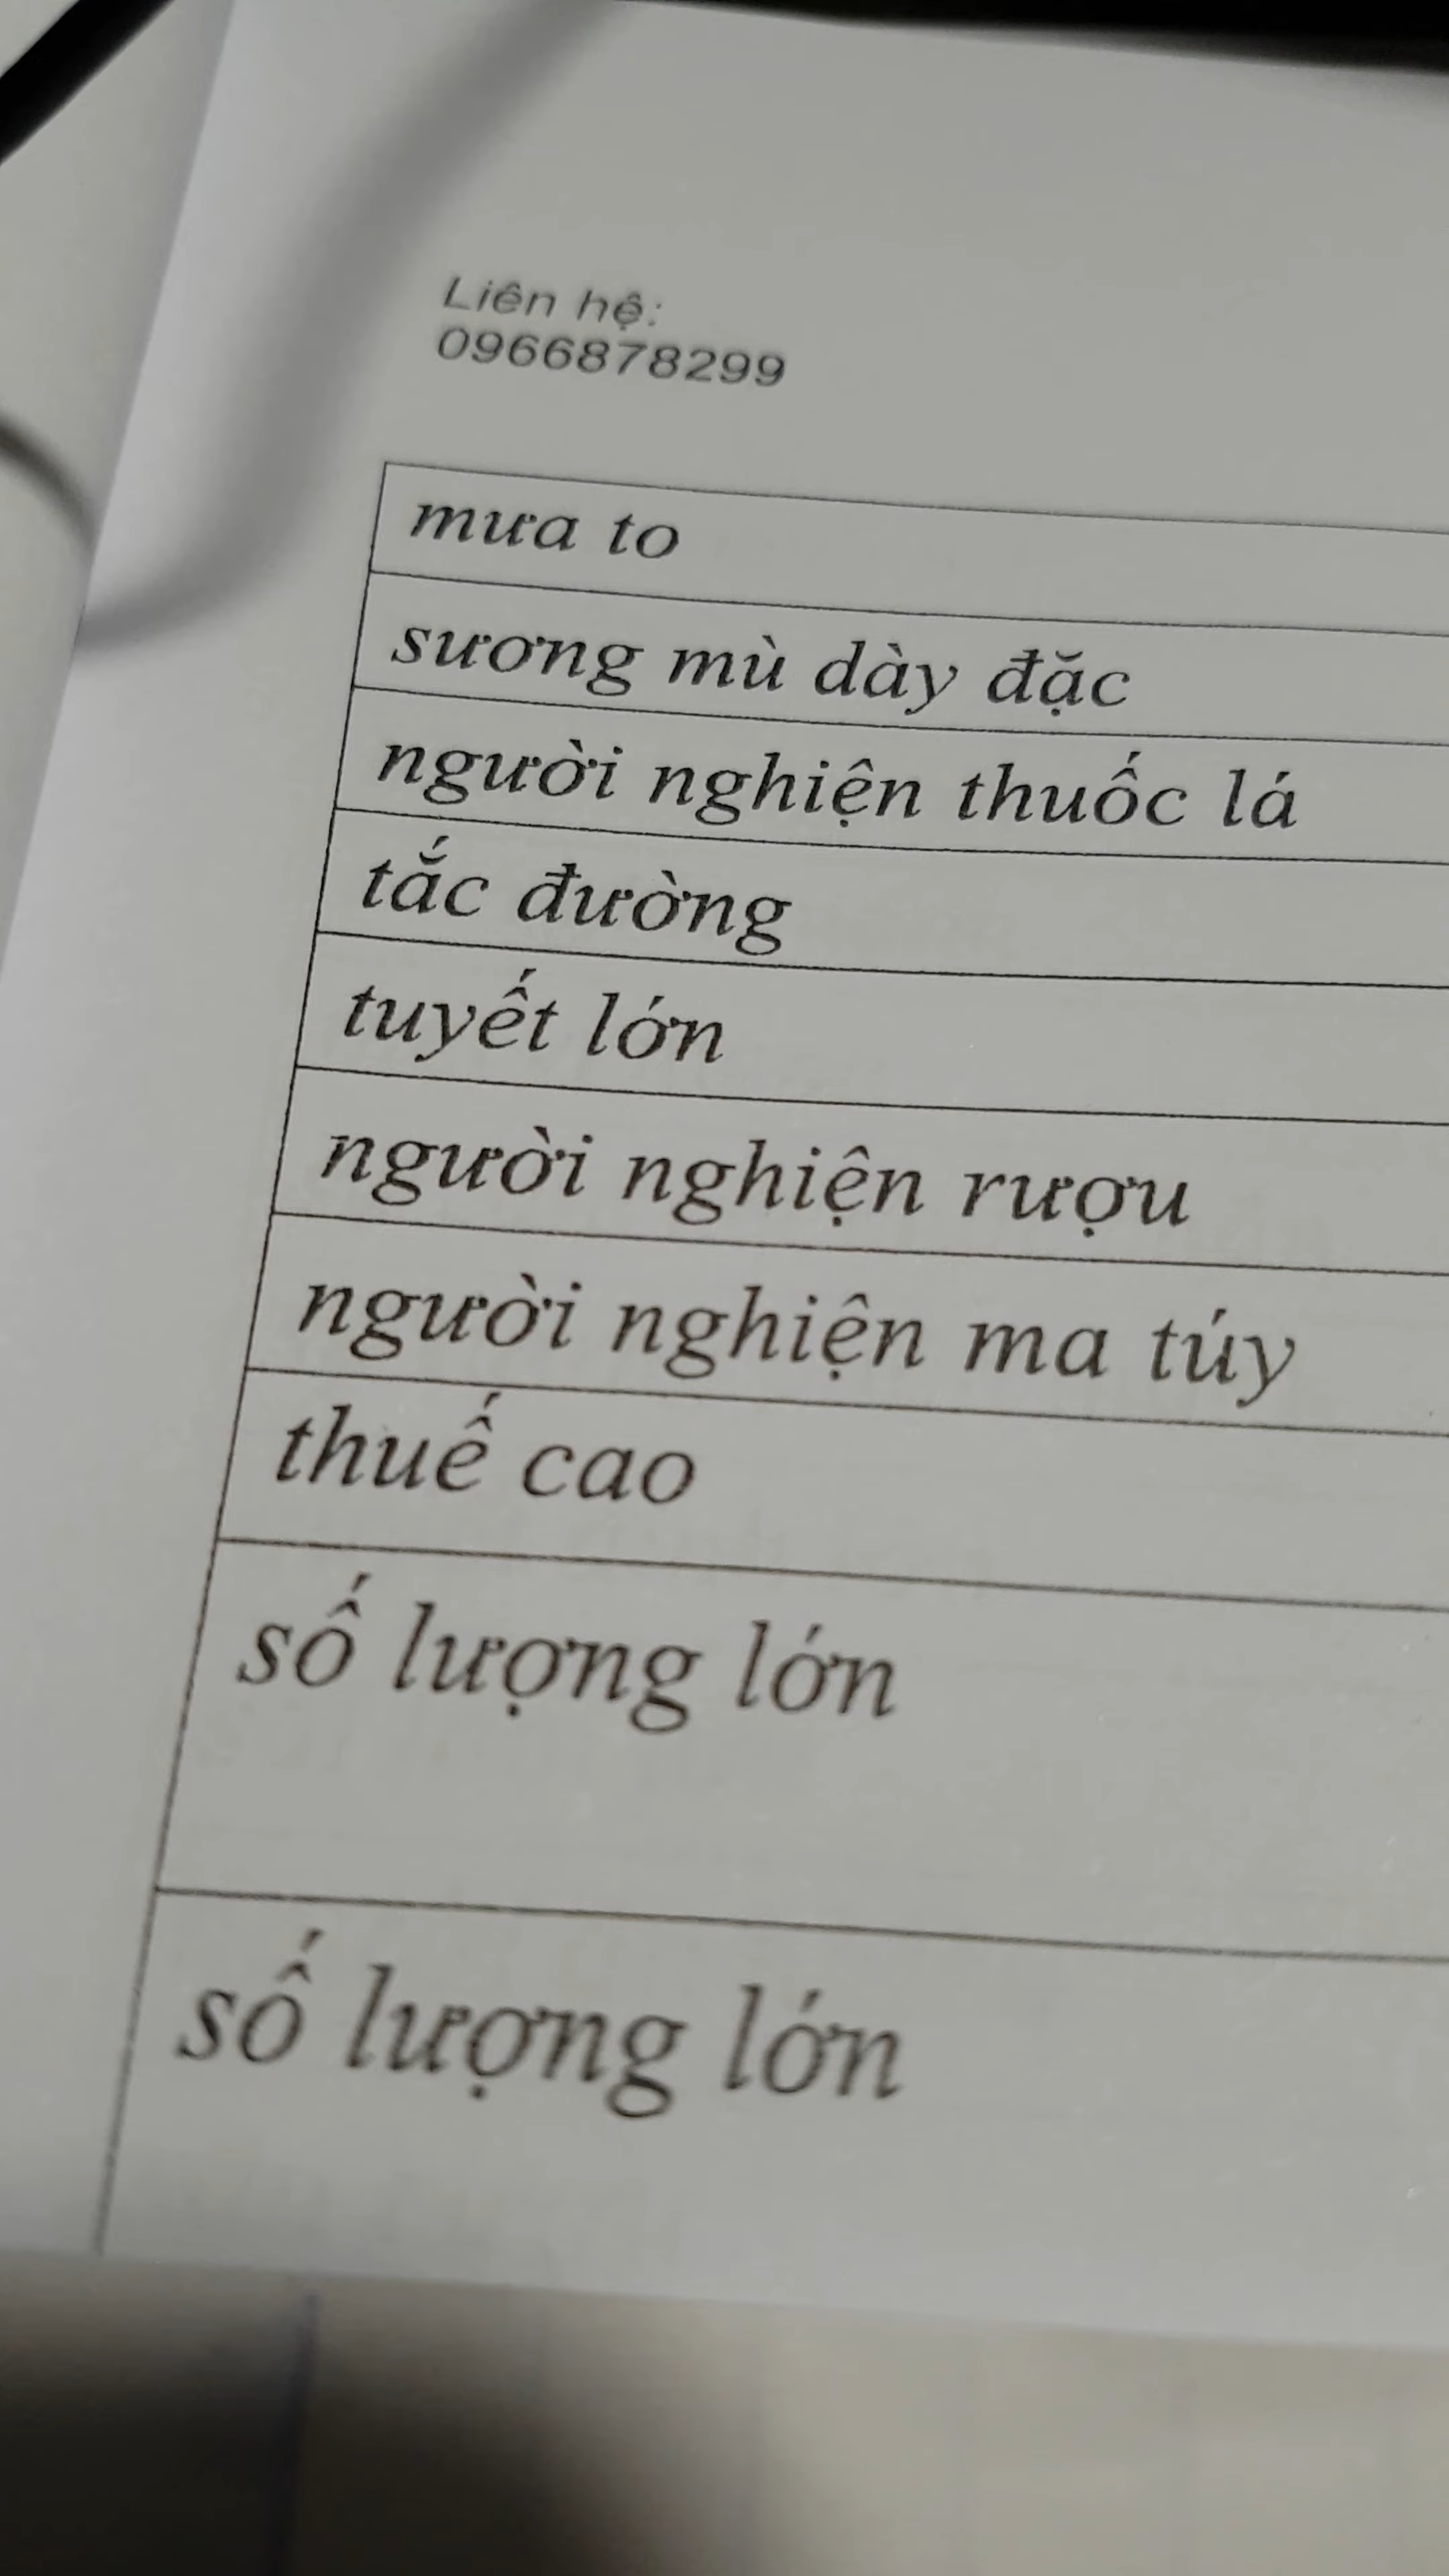 Liên hệ:
0966878299
mưa to
sương mù dày đặc
người nghiện thuốc lá
tắc đường
tuyết lớn
người nghiện rượu
người nghiện ma túy
thuế cao
số lượng lớn
số lượng lớn